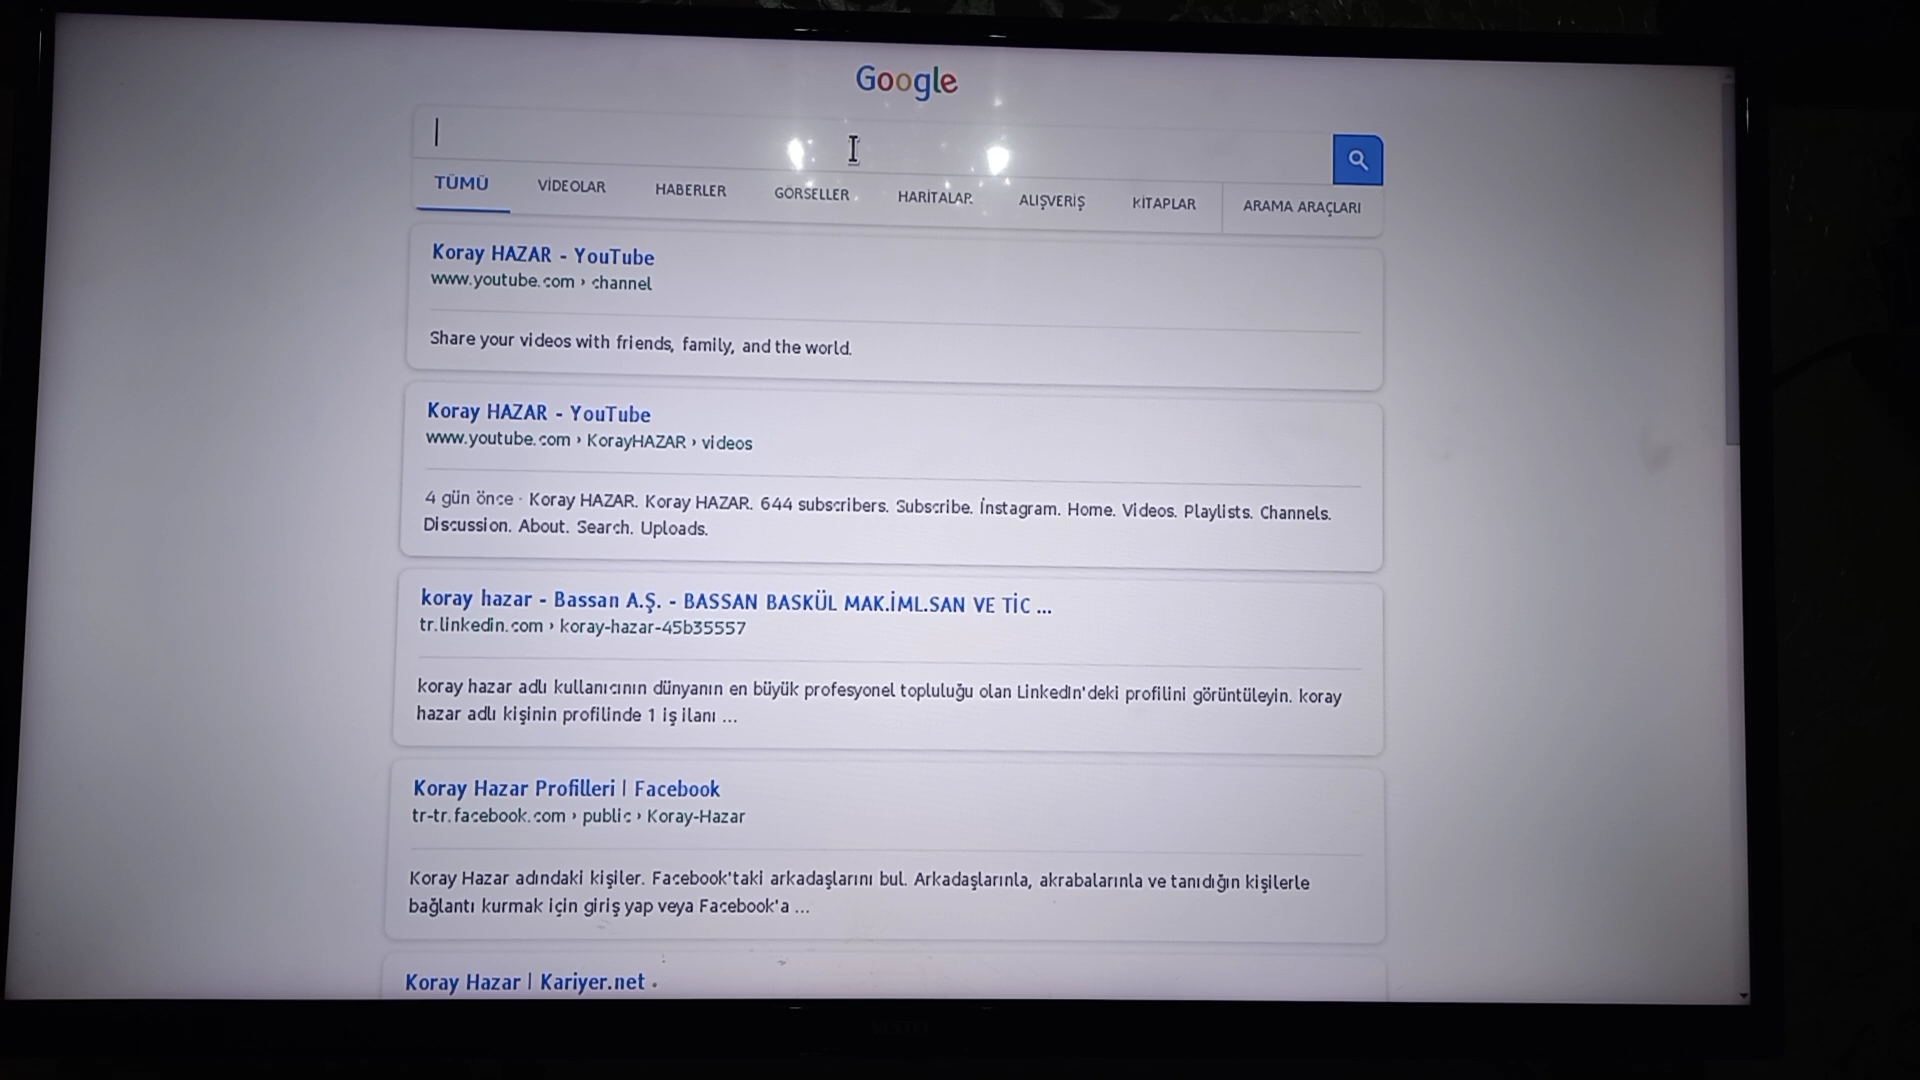 Google
TÜMÜ VİDEOLAR HABERLER GÖRSELLER HARİTALAR ALIŞVERİŞ KİTAPLAR ARAMA ARAÇLARI
Koray HAZAR - YouTube
www.youtube.com › channel
Share your videos with friends, family, and the world.
Koray HAZAR - YouTube
www.youtube.com › KorayHAZAR › videos
4 gün önce · Koray HAZAR. Koray HAZAR. 644 subscribers. Subscribe. İnstagram. Home. Videos. Playlists. Channels.
Discussion. About. Search. Uploads.
koray hazar - Bassan A.Ş. - BASSAN BASKÜL MAK.İML.SAN VE TİC ...
tr.linkedin.com › koray-hazar-45b35557
koray hazar adlı kullanıcının dünyanın en büyük profesyonel topluluğu olan LinkedIn'deki profilini görüntüleyin. koray
hazar adlı kişinin profilinde 1 iş ilanı ...
Koray Hazar Profilleri | Facebook
tr-tr.facebook.com › public › Koray-Hazar
Koray Hazar adındaki kişiler. Facebook'taki arkadaşlarını bul. Arkadaşlarınla, akrabalarınla ve tanıdığın kişilerle
bağlantı kurmak için giriş yap veya Facebook'a ...
Koray Hazar | Kariyer.net